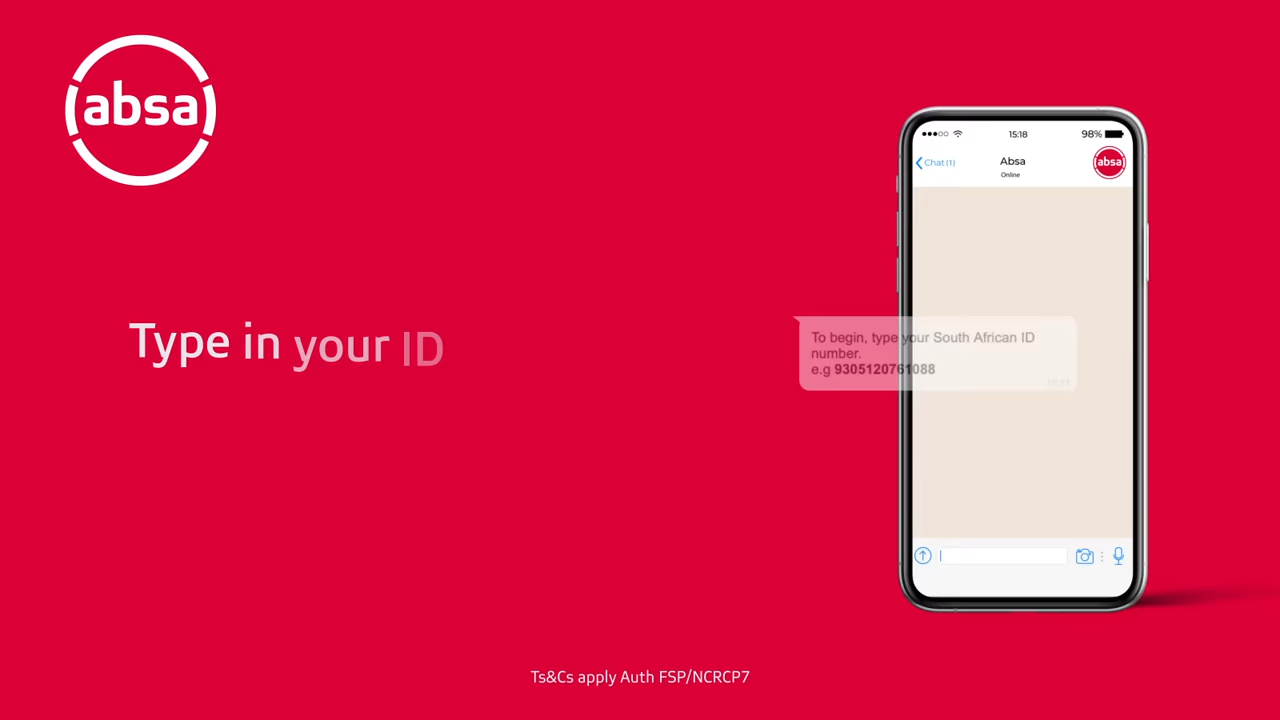 absa
15:18
98%
Chat (1)
Absa
Online
absa
Type in your ID
To begin, type your South African ID
number.
e.g 9305120761088
Ts&Cs apply Auth FSP/NCRCP7